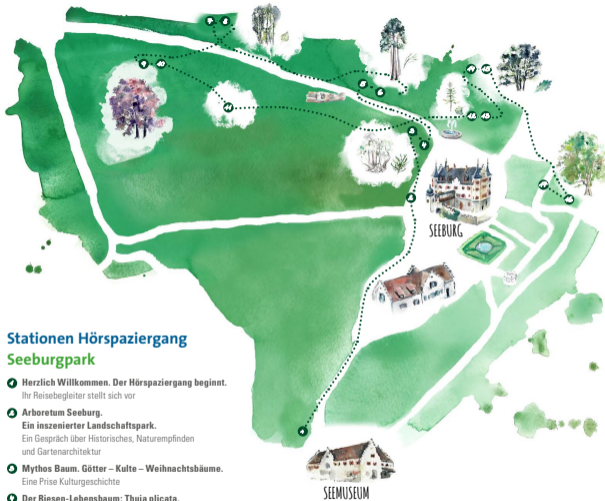 SEEBURG
SEEMUSEUM
Stationen Hörspaziergang
Seeburgpark
Herzlich Willkommen. Der Hörspaziergang beginnt.
Ihr Reisebegleiter stellt sich vor
Arboretum Seeburg.
Ein inszenierter Landschaftspark.
Ein Gespräch über Historisches, Naturempfinden
und Gartenarchitektur
Mythos Baum. Götter – Kulte – Weihnachtsbäume.
Eine Prise Kulturgeschichte
Der Riesen-Lebensbaum: Thuja plicata.